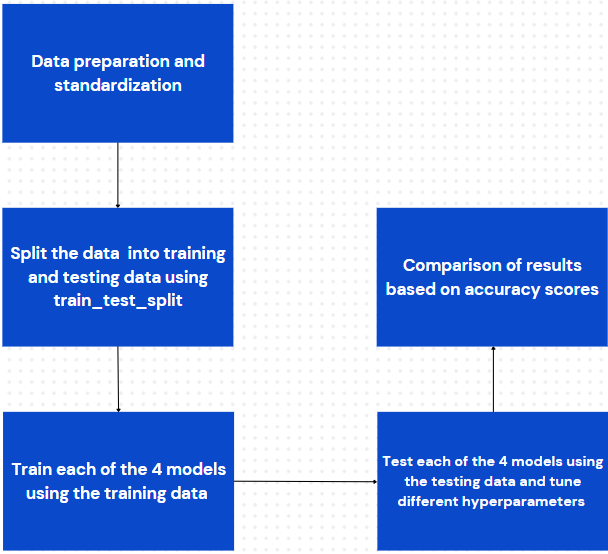 Data preparation and
standardization
Split the data into training
and testing data using
train_test_split
Train each of the 4 models
using the training data
Test each of the 4 models using
the testing data and tune
different hyperparameters
Comparison of results
based on accuracy scores